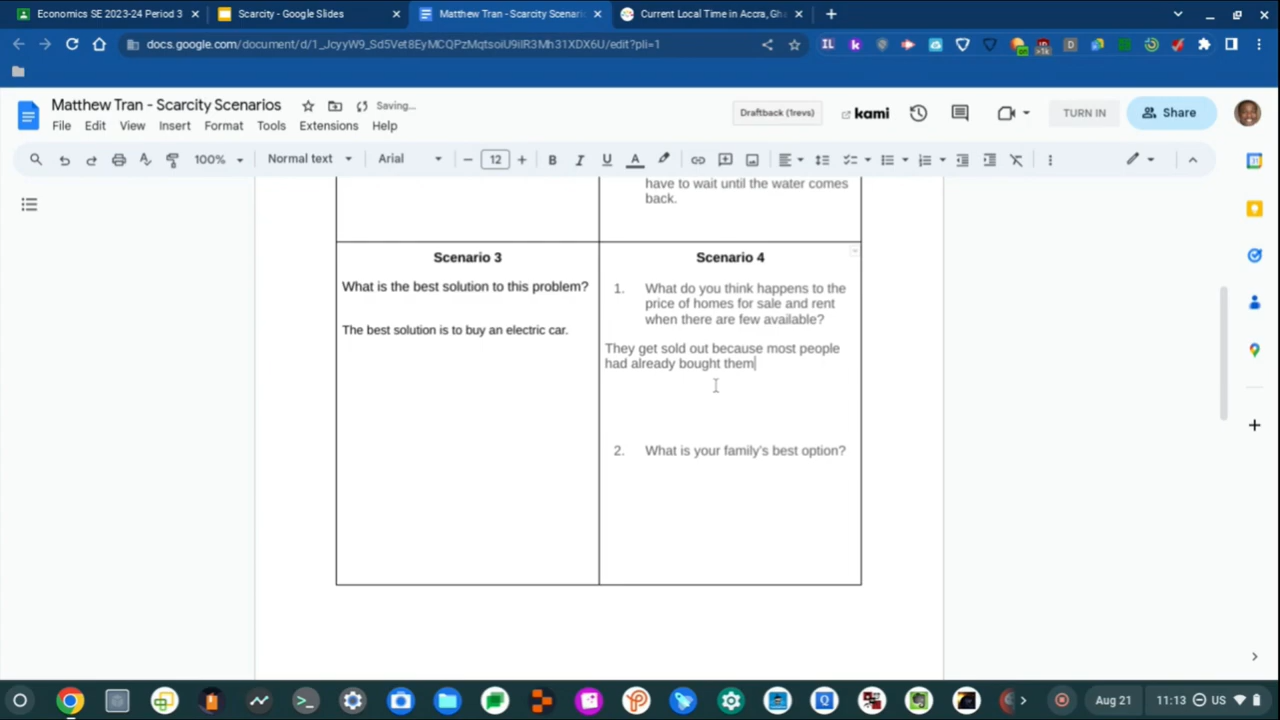 Economics SE 2023-24 Period 3
Scarcity - Google Slides
Matthew Tran - Scarcity Scenario
Current Local Time in Accra, Gh
docs.google.com/document/d/1_JcyyW9_Sd5Vet8EyMCQPzMqtsoiU9iIR3Mh31XDX6U/edit?pli=1
Matthew Tran - Scarcity Scenarios
Saving...
File Edit View Insert Format Tools Extensions Help
Draftback (1revs)
kami
TURN IN
Share
100%
Normal text
Arial
12
have to wait until the water comes
back.
Scenario 3
What is the best solution to this problem?
The best solution is to buy an electric car.
Scenario 4
1. What do you think happens to the
price of homes for sale and rent
when there are few available?
They get sold out because most people
had already bought them
2. What is your family's best option?
Aug 21
11:13
US